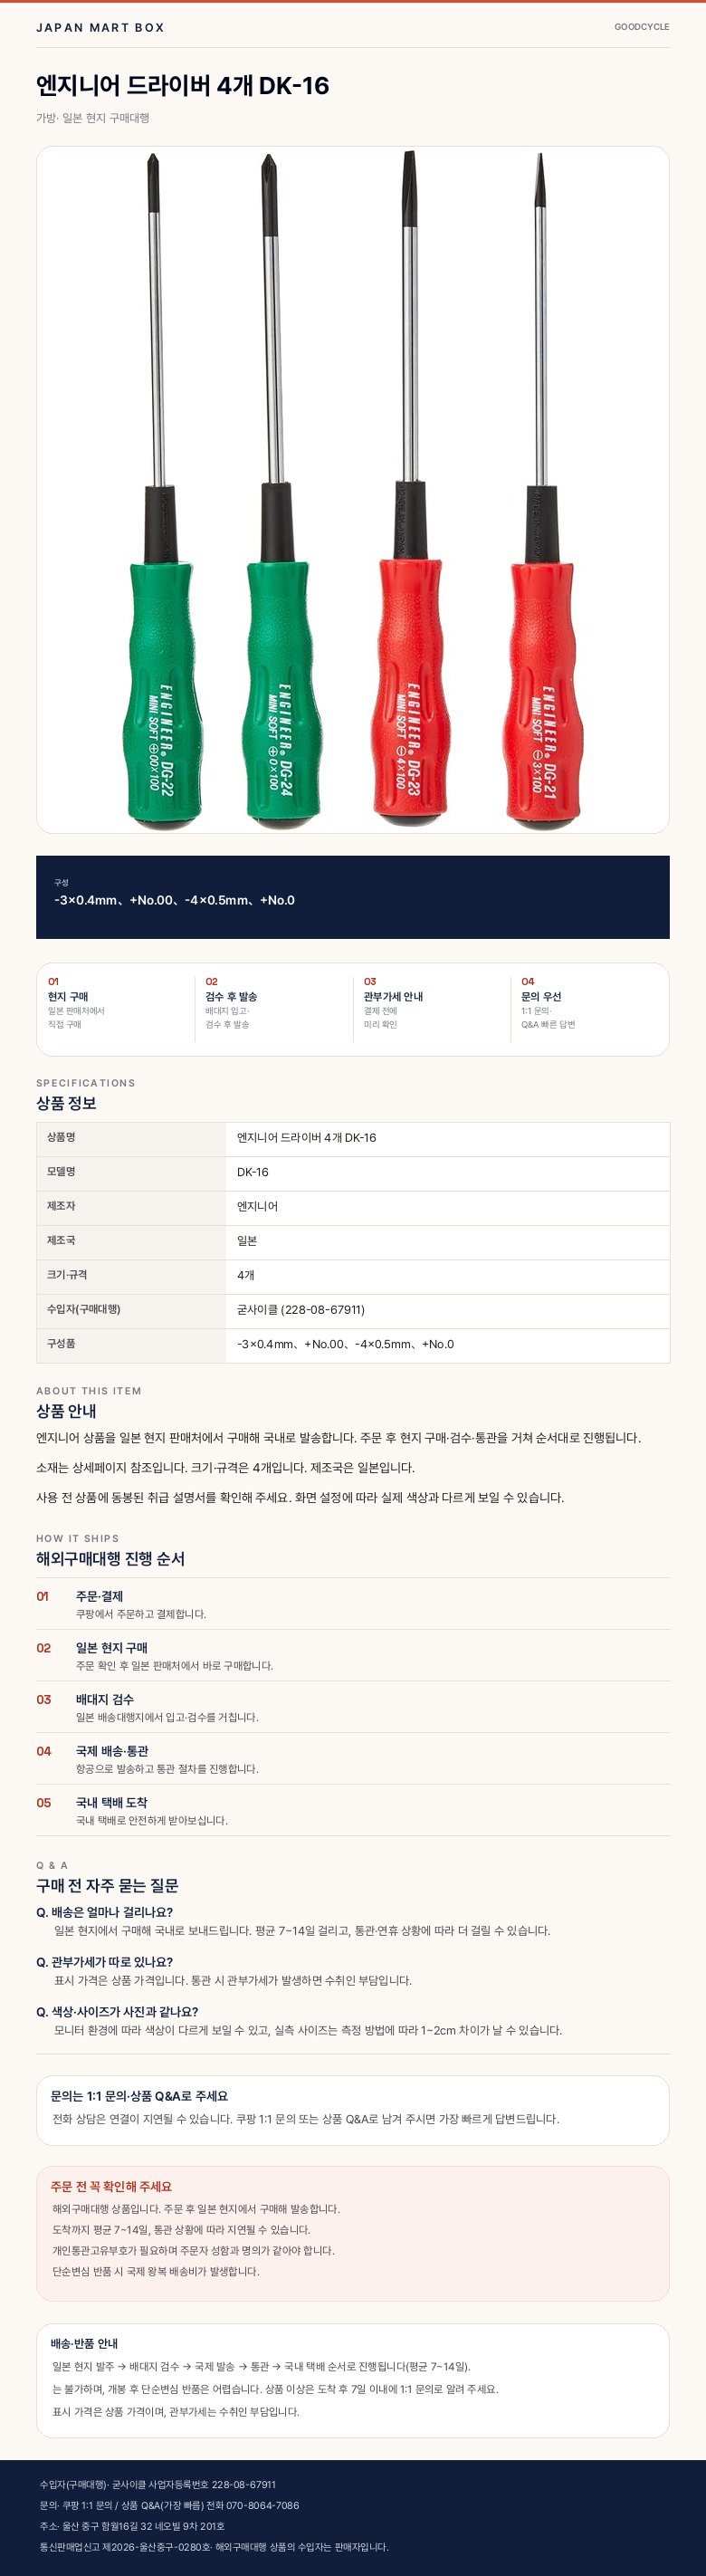 JAPAN MART BOX
GOODCYCLE
엔지니어 드라이버 4개 DK-16
가방· 일본 현지 구매대행
ENGINEER® DG-22
MINI SOFT ⊕00×100
ENGINEER® DG-24
MINI SOFT ⊕0×100
ENGINEER® DG-23
MINI SOFT ⊖4×100
ENGINEER® DG-21
MINI SOFT ⊖3×100
구성
-3×0.4mm、+No.00、-4×0.5mm、+No.0
01
현지 구매
일본 판매처에서
직접 구매
02
검수 후 발송
배대지 입고·
검수 후 발송
03
관부가세 안내
결제 전에
미리 확인
04
문의 우선
1:1 문의·
Q&A 빠른 답변
SPECIFICATIONS
상품 정보
상품명 엔지니어 드라이버 4개 DK-16
모델명 DK-16
제조자 엔지니어
제조국 일본
크기·규격 4개
수입자(구매대행) 굳사이클 (228-08-67911)
구성품 -3×0.4mm、+No.00、-4×0.5mm、+No.0
ABOUT THIS ITEM
상품 안내
엔지니어 상품을 일본 현지 판매처에서 구매해 국내로 발송합니다. 주문 후 현지 구매·검수·통관을 거쳐 순서대로 진행됩니다.
소재는 상세페이지 참조입니다. 크기·규격은 4개입니다. 제조국은 일본입니다.
사용 전 상품에 동봉된 취급 설명서를 확인해 주세요. 화면 설정에 따라 실제 색상과 다르게 보일 수 있습니다.
HOW IT SHIPS
해외구매대행 진행 순서
01 주문·결제
쿠팡에서 주문하고 결제합니다.
02 일본 현지 구매
주문 확인 후 일본 판매처에서 바로 구매합니다.
03 배대지 검수
일본 배송대행지에서 입고·검수를 거칩니다.
04 국제 배송·통관
항공으로 발송하고 통관 절차를 진행합니다.
05 국내 택배 도착
국내 택배로 안전하게 받아보십니다.
Q & A
구매 전 자주 묻는 질문
Q. 배송은 얼마나 걸리나요?
일본 현지에서 구매해 국내로 보내드립니다. 평균 7~14일 걸리고, 통관·연휴 상황에 따라 더 걸릴 수 있습니다.
Q. 관부가세가 따로 있나요?
표시 가격은 상품 가격입니다. 통관 시 관부가세가 발생하면 수취인 부담입니다.
Q. 색상·사이즈가 사진과 같나요?
모니터 환경에 따라 색상이 다르게 보일 수 있고, 실측 사이즈는 측정 방법에 따라 1~2cm 차이가 날 수 있습니다.
문의는 1:1 문의·상품 Q&A로 주세요
전화 상담은 연결이 지연될 수 있습니다. 쿠팡 1:1 문의 또는 상품 Q&A로 남겨 주시면 가장 빠르게 답변드립니다.
주문 전 꼭 확인해 주세요
해외구매대행 상품입니다. 주문 후 일본 현지에서 구매해 발송합니다.
도착까지 평균 7~14일, 통관 상황에 따라 지연될 수 있습니다.
개인통관고유부호가 필요하며 주문자 성함과 명의가 같아야 합니다.
단순변심 반품 시 국제 왕복 배송비가 발생합니다.
배송·반품 안내
일본 현지 발주 → 배대지 검수 → 국제 발송 → 통관 → 국내 택배 순서로 진행됩니다(평균 7~14일).
는 불가하며, 개봉 후 단순변심 반품은 어렵습니다. 상품 이상은 도착 후 7일 이내에 1:1 문의로 알려 주세요.
표시 가격은 상품 가격이며, 관부가세는 수취인 부담입니다.
수입자(구매대행)· 굳사이클 사업자등록번호 228-08-67911
문의· 쿠팡 1:1 문의 / 상품 Q&A(가장 빠름) 전화 070-8064-7086
주소· 울산 중구 함월16길 32 네오빌 9차 201호
통신판매업신고 제2026-울산중구-0280호· 해외구매대행 상품의 수입자는 판매자입니다.